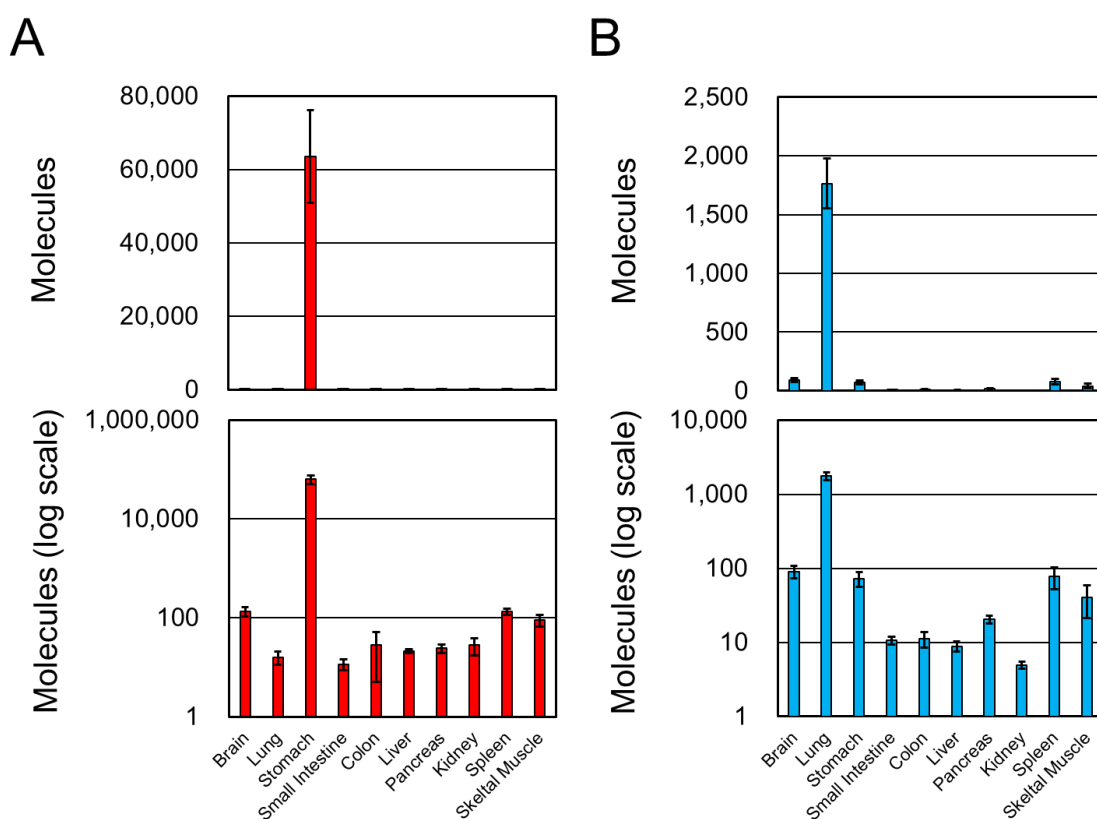 A
B
Molecules
80,000
60,000
40,000
20,000
0
Molecules
2,500
2,000
1,500
1,000
500
0
Molecules (log scale)
1,000,000
10,000
100
1
Molecules (log scale)
10,000
1,000
100
10
1
Brain
Lung
Stomach
Small Intestine
Colon
Liver
Pancreas
Kidney
Spleen
Skeltal Muscle
Brain
Lung
Stomach
Small Intestine
Colon
Liver
Pancreas
Kidney
Spleen
Skeltal Muscle